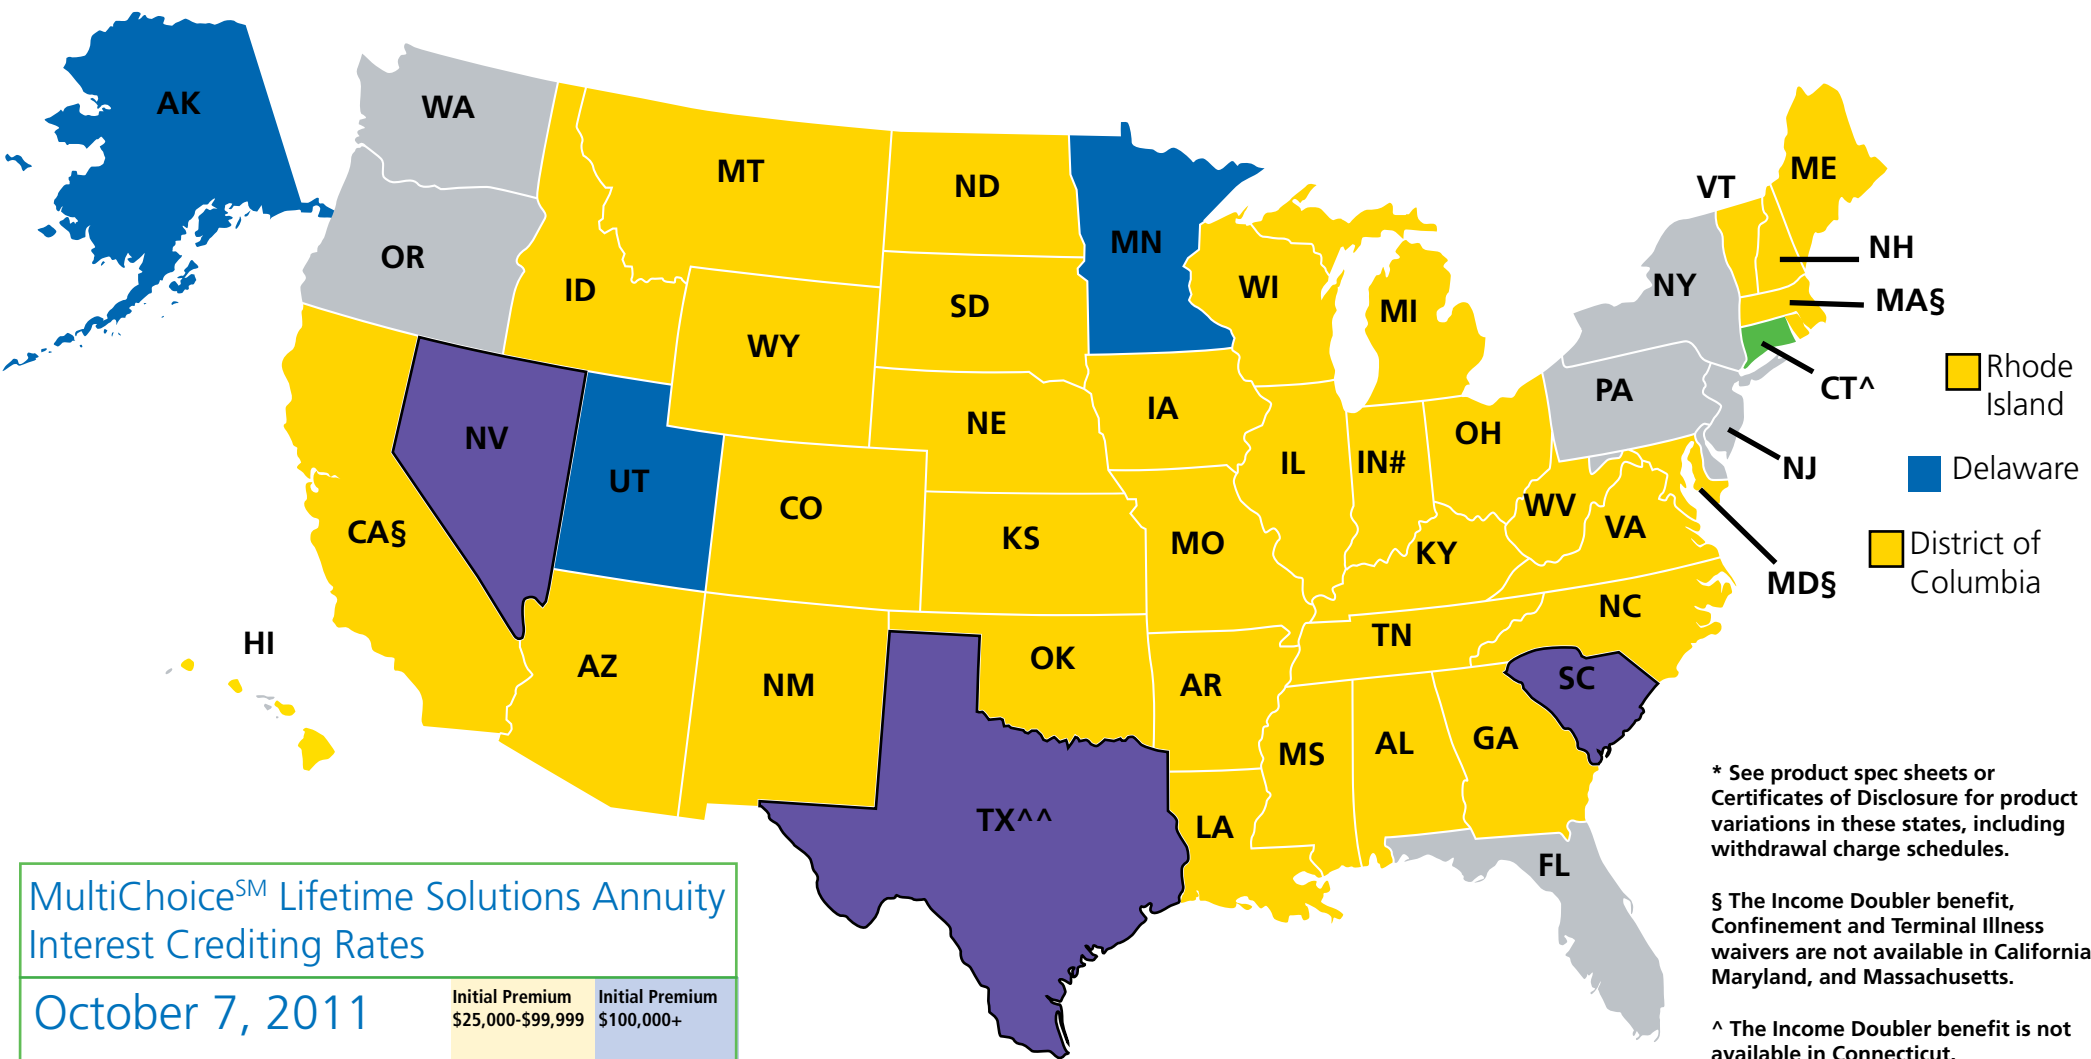 AK
WA
MT
ND
MN
VT
ME
OR
ID
SD
WI
MI
NY
NH
MA§
WY
NV
UT
NE
IA
PA
CT^
Rhode
Island
CO
IL
IN#
OH
NJ
Delaware
CA§
KS
MO
KY
WV
VA
MD§
District of
Columbia
HI
AZ
NM
OK
AR
TN
NC
SC
TX^^
LA
MS
AL
GA
FL
* See product spec sheets or
Certificates of Disclosure for product
variations in these states, including
withdrawal charge schedules.
§ The Income Doubler benefit,
Confinement and Terminal Illness
waivers are not available in California
Maryland, and Massachusetts.
^ The Income Doubler benefit is not
available in Connecticut.
MultiChoiceSM Lifetime Solutions Annuity
Interest Crediting Rates
October 7, 2011
Initial Premium
$25,000-$99,999
Initial Premium
$100,000+